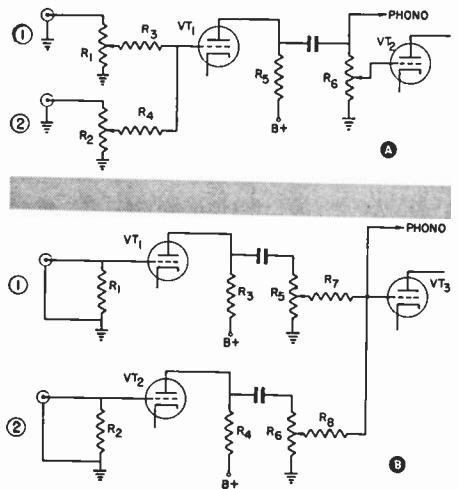 PHONO
1
R1
R3
VT1
R5
B+
R6
VT2
2
R2
R4
A
PHONO
1
VT1
R1
R3
B+
R5
R7
VT3
2
VT2
R2
R4
B+
R6
R8
B